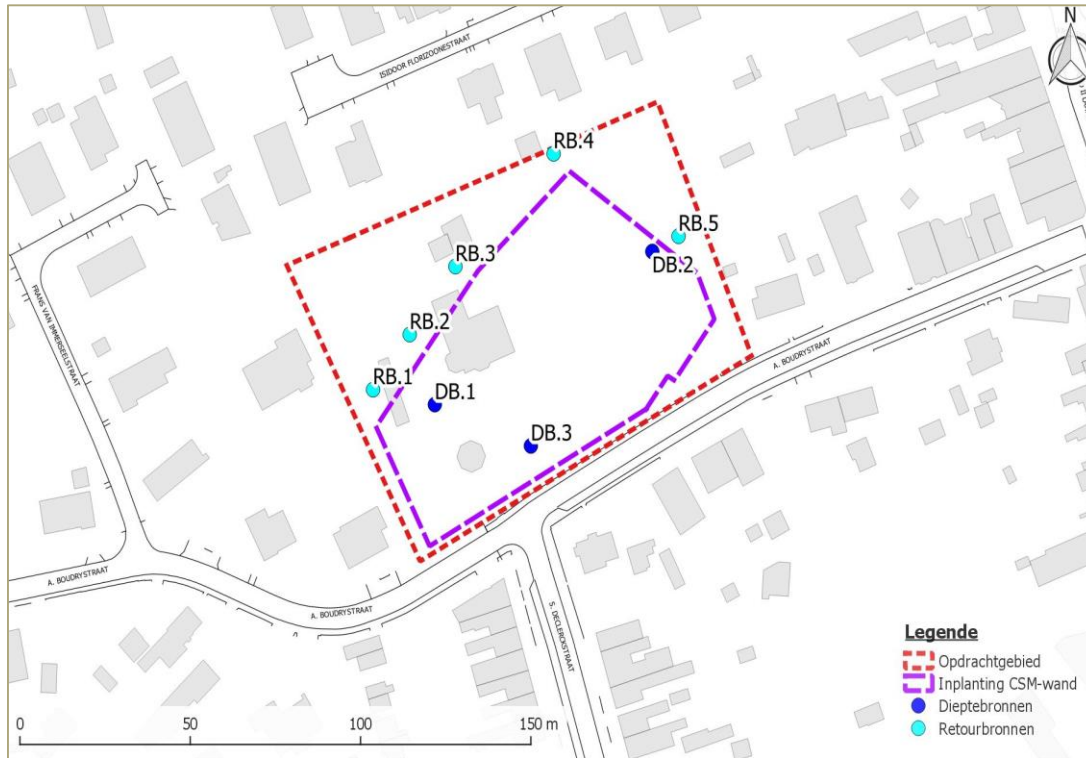 N
ISIDOOR FLORIZOONESTRAAT
RB.4
RB.5
DB.2
RB.3
RB.2
RB.1
DB.1
DB.3
FRANS VAN IMMERSEELSTRAAT
A. BOUDRYSTRAAT
A. BOUDRYSTRAAT
A. BOUDRYSTRAAT
S. DECLERCKSTRAAT
Legende
Opdrachtgebied
Inplanting CSM-wand
Dieptebronnen
Retourbronnen
0 50 100 150 m